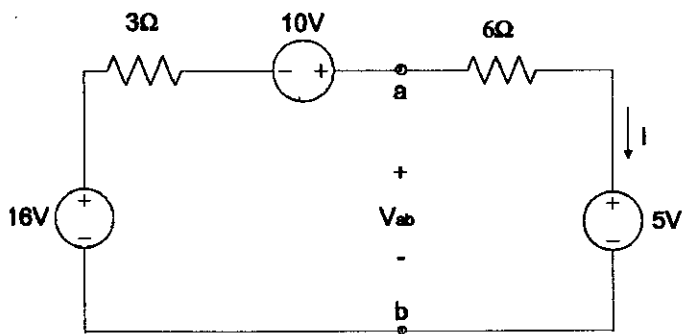 3Ω 10V 6Ω
− +
a
I
+
16V + − Vab + − 5V
-
b